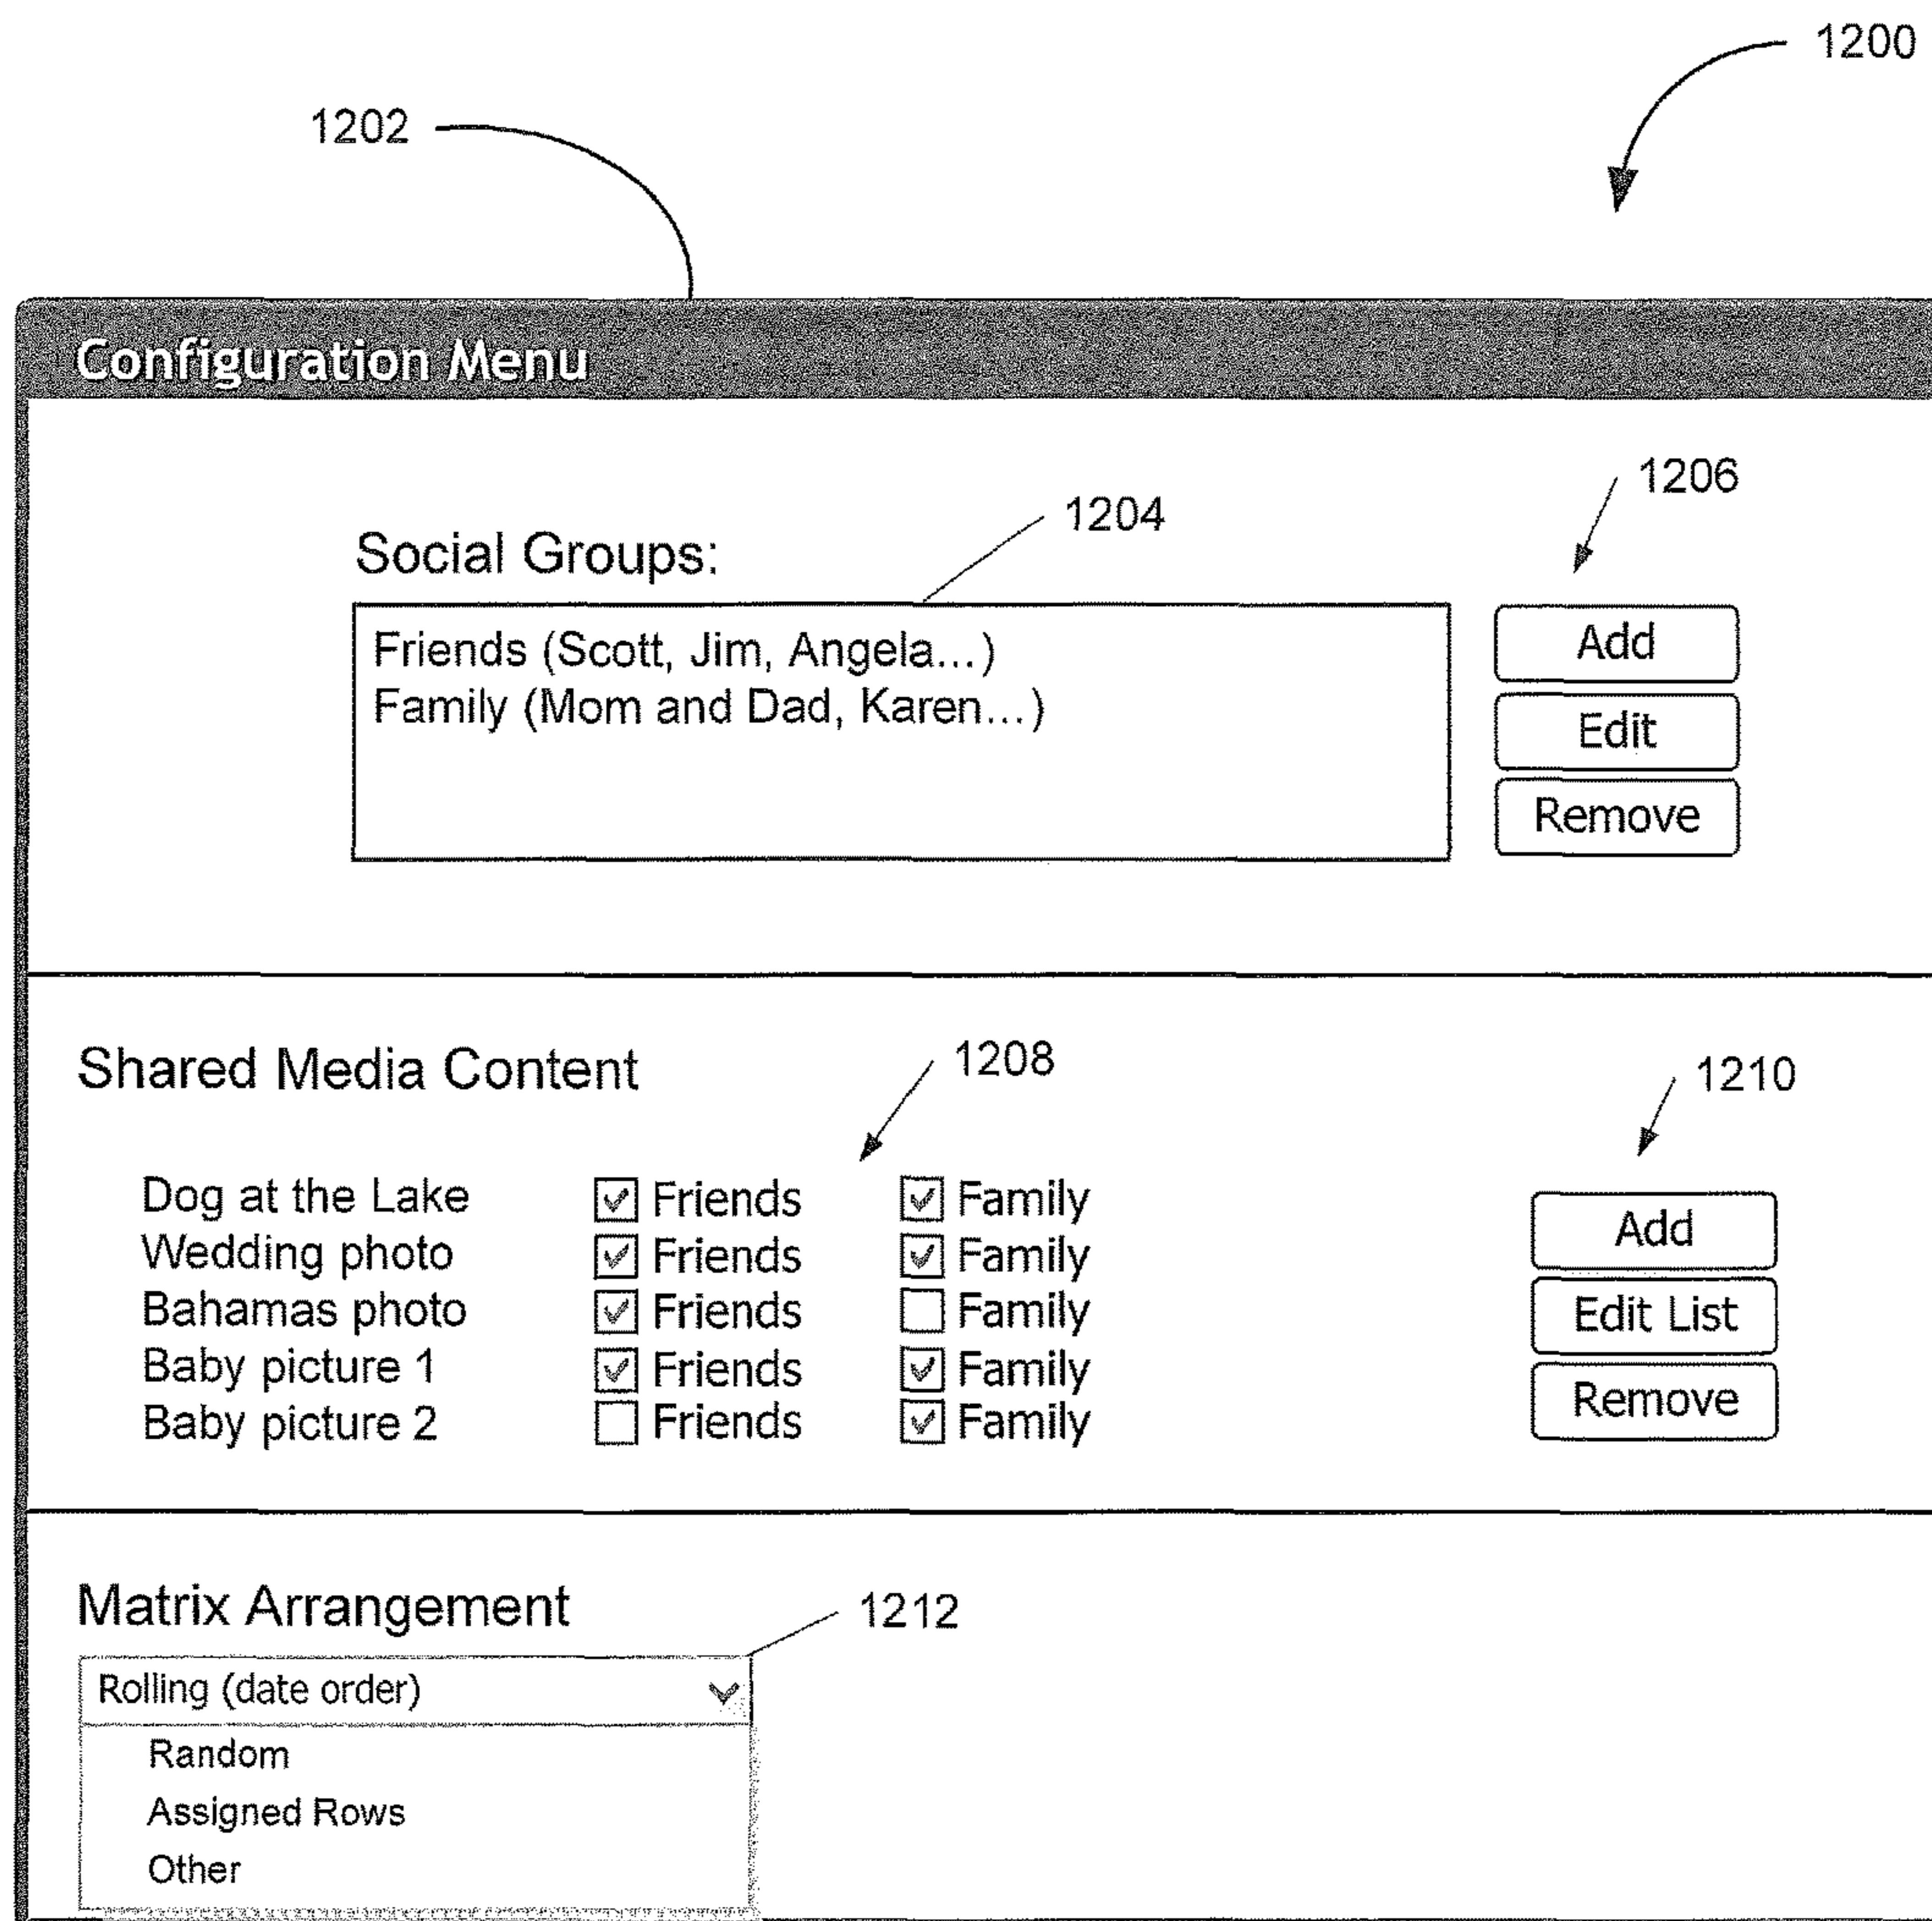 1200
1202
Configuration Menu
1206
1204
Social Groups:
Friends (Scott, Jim, Angela...)
Family (Mom and Dad, Karen...)
Add
Edit
Remove
Shared Media Content
1208
1210
Dog at the Lake Friends Family
Wedding photo Friends Family
Bahamas photo Friends Family
Baby picture 1 Friends Family
Baby picture 2 Friends Family
Add
Edit List
Remove
Matrix Arrangement
1212
Rolling (date order)
Random
Assigned Rows
Other